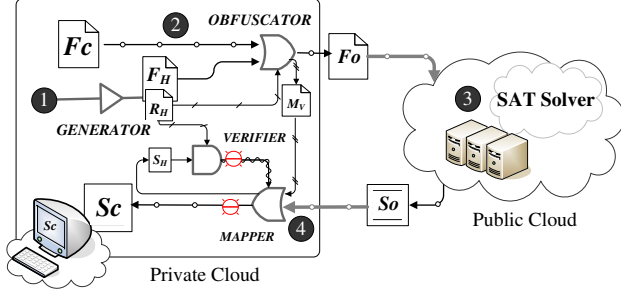 OBFUSCATOR
2
Fc
Fo
F_H
1
R_H
M_V
3
SAT Solver
GENERATOR
VERIFIER
S_H
Sc
So
Sc
4
Public Cloud
MAPPER
Private Cloud